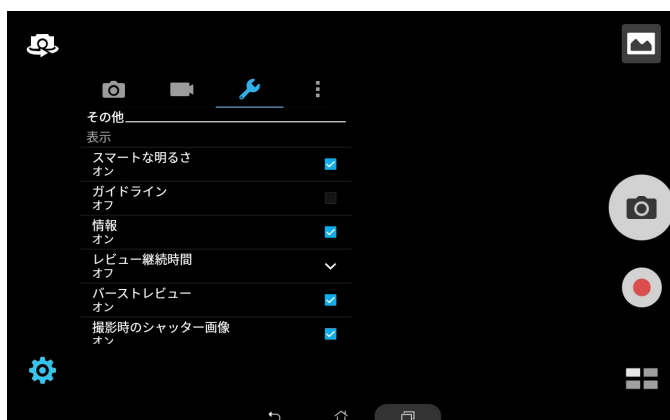 その他
表示
スマートな明るさ
オン
ガイドライン
オフ
情報
オン
レビュー継続時間
オフ
バーストレビュー
オン
撮影時のシャッター画像
オン